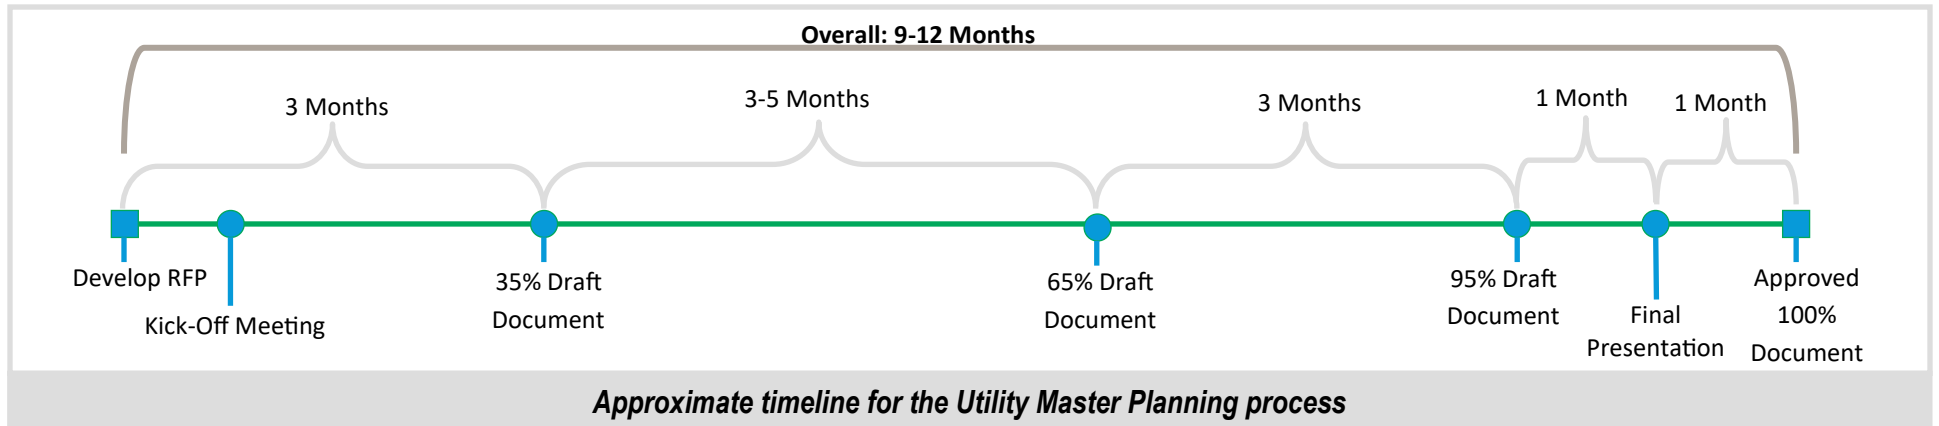 Overall: 9-12 Months
3 Months
3-5 Months
3 Months
1 Month
1 Month
Develop RFP
Kick-Off Meeting
35% Draft
Document
65% Draft
Document
95% Draft
Document
Final
Presentation
Approved
100%
Document
Approximate timeline for the Utility Master Planning process